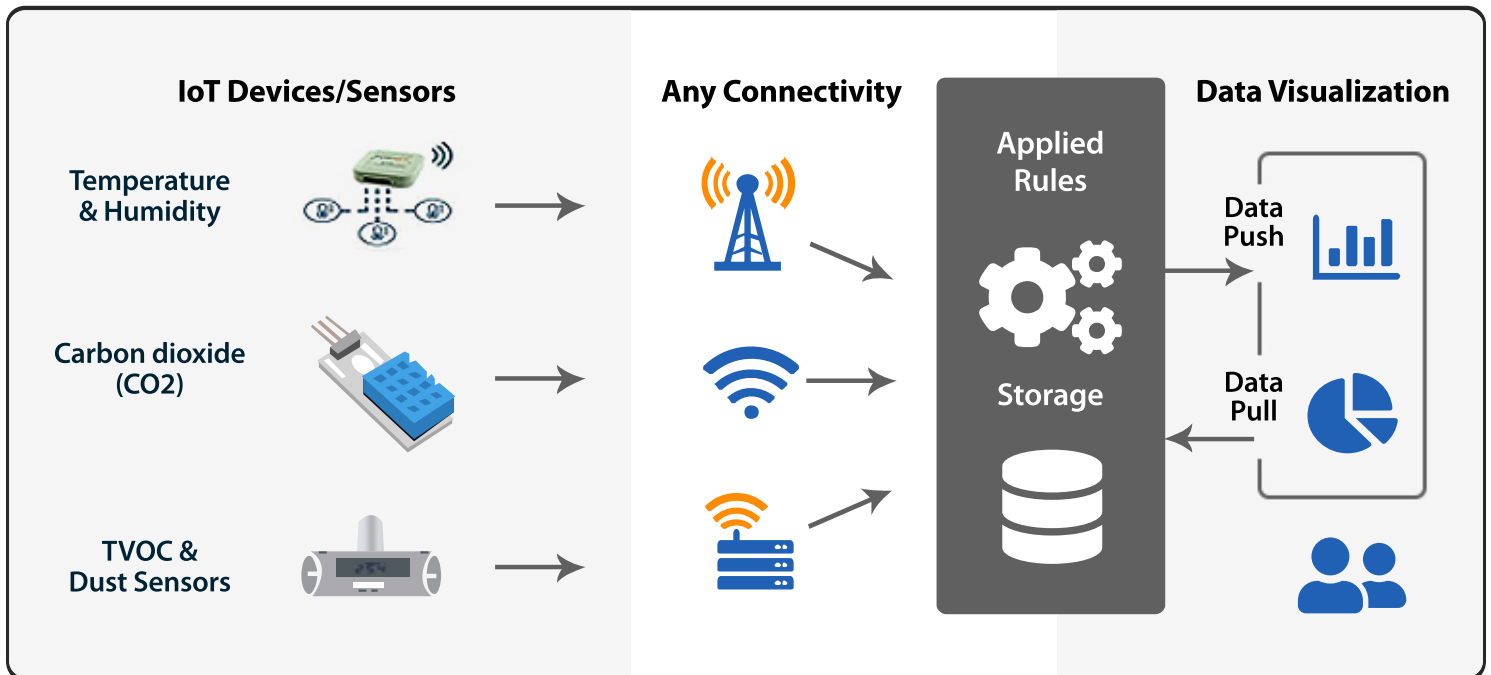 IoT Devices/Sensors
Temperature
& Humidity
Carbon dioxide
(CO2)
TVOC &
Dust Sensors
Any Connectivity
Applied
Rules
Storage
Data Visualization
Data
Push
Data
Pull